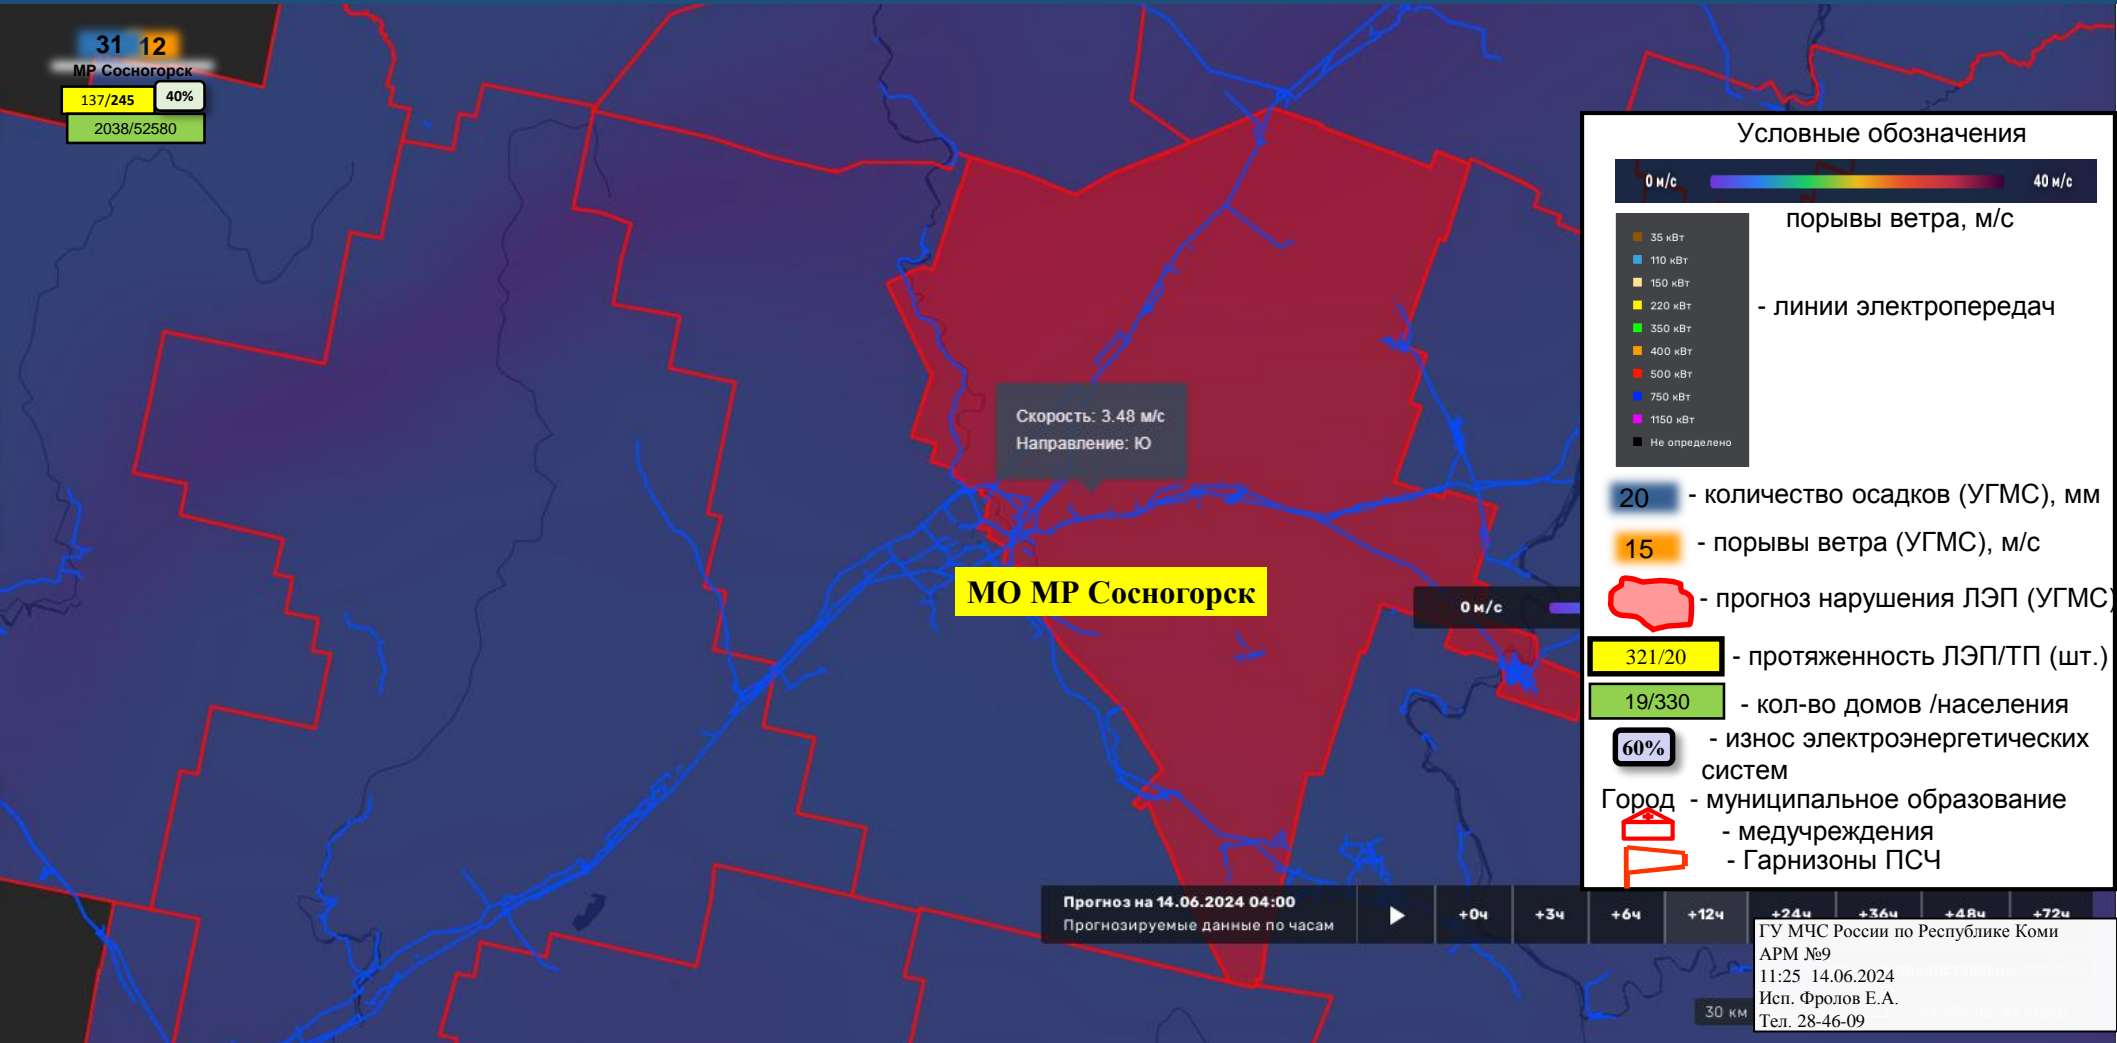 31 12
МР Сосногорск
137/245 40%
2038/52580
Скорость: 3.48 м/с
Направление: Ю
МО МР Сосногорск
0 м/с
Условные обозначения
0 м/с 40 м/с
порывы ветра, м/с
35 кВт
110 кВт
150 кВт
220 кВт
350 кВт
400 кВт
500 кВт
750 кВт
1150 кВт
Не определено
- линии электропередач
20 - количество осадков (УГМС), мм
15 - порывы ветра (УГМС), м/с
- прогноз нарушения ЛЭП (УГМС)
321/20 - протяженность ЛЭП/ТП (шт.)
19/330 - кол-во домов /населения
60% - износ электроэнергетических
систем
Город - муниципальное образование
- медучреждения
- Гарнизоны ПСЧ
Прогноз на 14.06.2024 04:00
Прогнозируемые данные по часам
+0ч +3ч +6ч +12ч +24ч +36ч +48ч +72ч
ГУ МЧС России по Республике Коми
АРМ №9
11:25 14.06.2024
Исп. Фролов Е.А.
Тел. 28-46-09
30 км